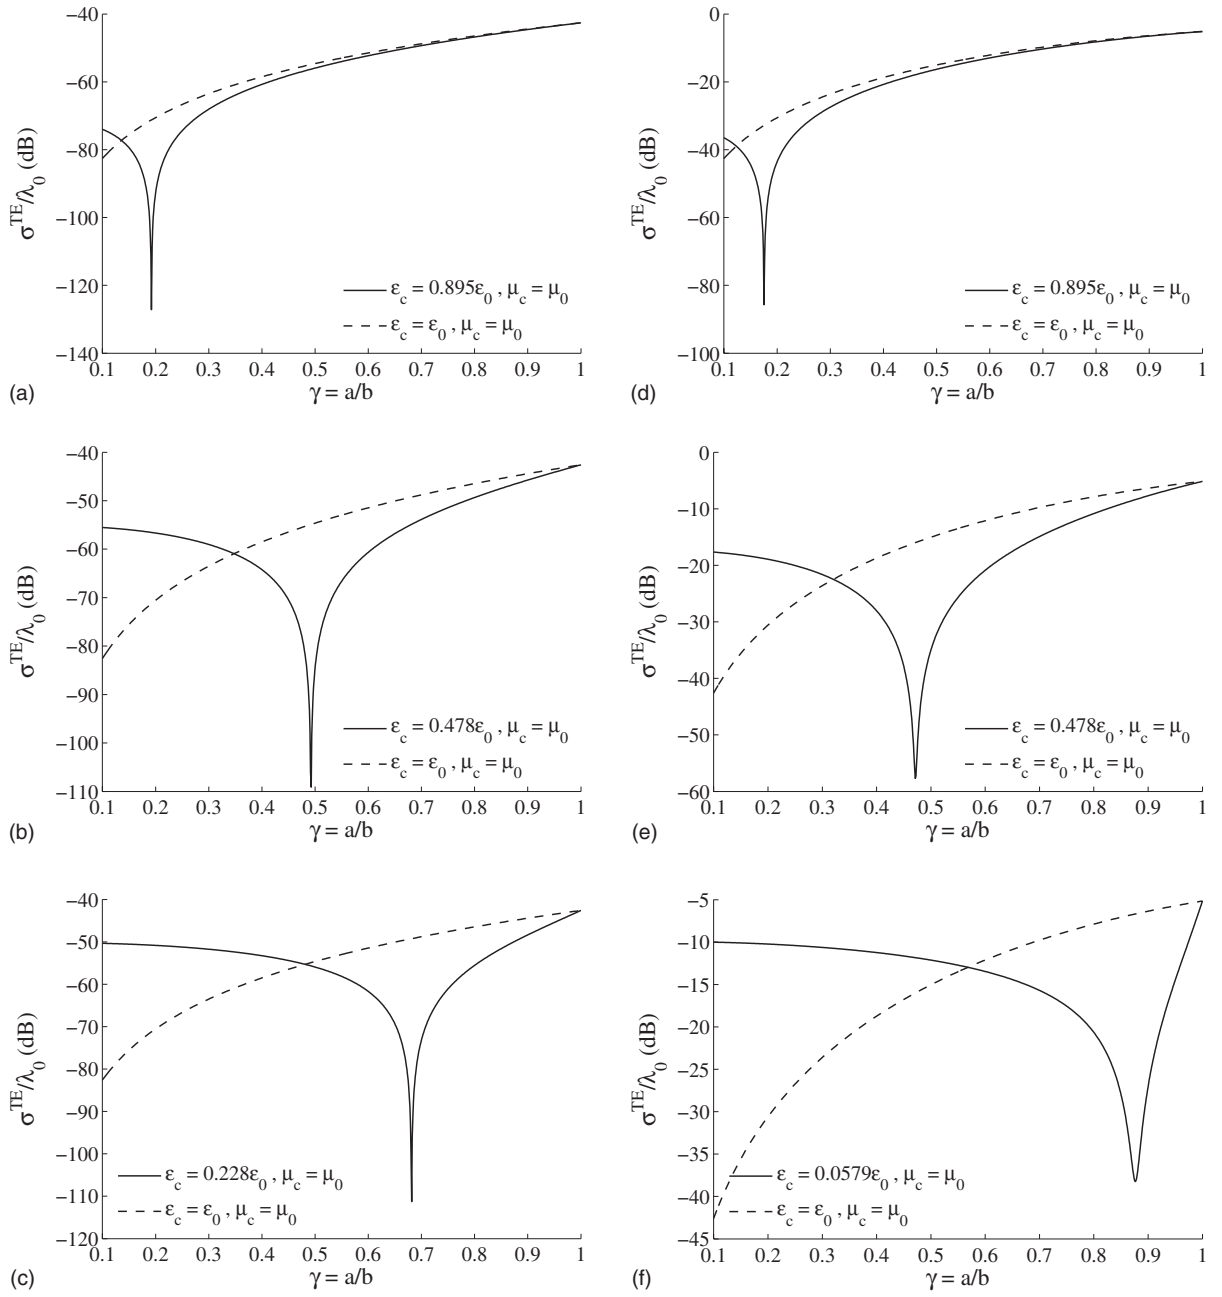 −40
−60
−80
−100
−120
−140
σ^TE/λ_0 (dB)
ε_c = 0.895ε_0 , μ_c = μ_0
ε_c = ε_0 , μ_c = μ_0
0.1 0.2 0.3 0.4 0.5 0.6 0.7 0.8 0.9 1
γ = a/b
(a)
0
−20
−40
−60
−80
−100
σ^TE/λ_0 (dB)
ε_c = 0.895ε_0 , μ_c = μ_0
ε_c = ε_0 , μ_c = μ_0
0.1 0.2 0.3 0.4 0.5 0.6 0.7 0.8 0.9 1
γ = a/b
(d)
−40
−50
−60
−70
−80
−90
−100
−110
σ^TE/λ_0 (dB)
ε_c = 0.478ε_0 , μ_c = μ_0
ε_c = ε_0 , μ_c = μ_0
0.1 0.2 0.3 0.4 0.5 0.6 0.7 0.8 0.9 1
γ = a/b
(b)
0
−10
−20
−30
−40
−50
−60
σ^TE/λ_0 (dB)
ε_c = 0.478ε_0 , μ_c = μ_0
ε_c = ε_0 , μ_c = μ_0
0.1 0.2 0.3 0.4 0.5 0.6 0.7 0.8 0.9 1
γ = a/b
(e)
−40
−50
−60
−70
−80
−90
−100
−110
−120
σ^TE/λ_0 (dB)
ε_c = 0.228ε_0 , μ_c = μ_0
ε_c = ε_0 , μ_c = μ_0
0.1 0.2 0.3 0.4 0.5 0.6 0.7 0.8 0.9 1
γ = a/b
(c)
−5
−10
−15
−20
−25
−30
−35
−40
−45
σ^TE/λ_0 (dB)
ε_c = 0.0579ε_0 , μ_c = μ_0
ε_c = ε_0 , μ_c = μ_0
0.1 0.2 0.3 0.4 0.5 0.6 0.7 0.8 0.9 1
γ = a/b
(f)